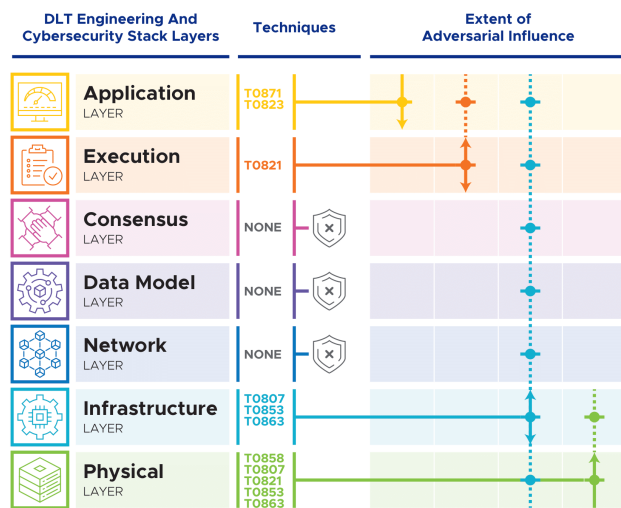 DLT Engineering And
Cybersecurity Stack Layers
Techniques
Extent of
Adversarial Influence
Application
LAYER
T0871
T0823
Execution
LAYER
T0821
Consensus
LAYER
NONE
Data Model
LAYER
NONE
Network
LAYER
NONE
Infrastructure
LAYER
T0807
T0853
T0863
Physical
LAYER
T0858
T0807
T0821
T0853
T0863